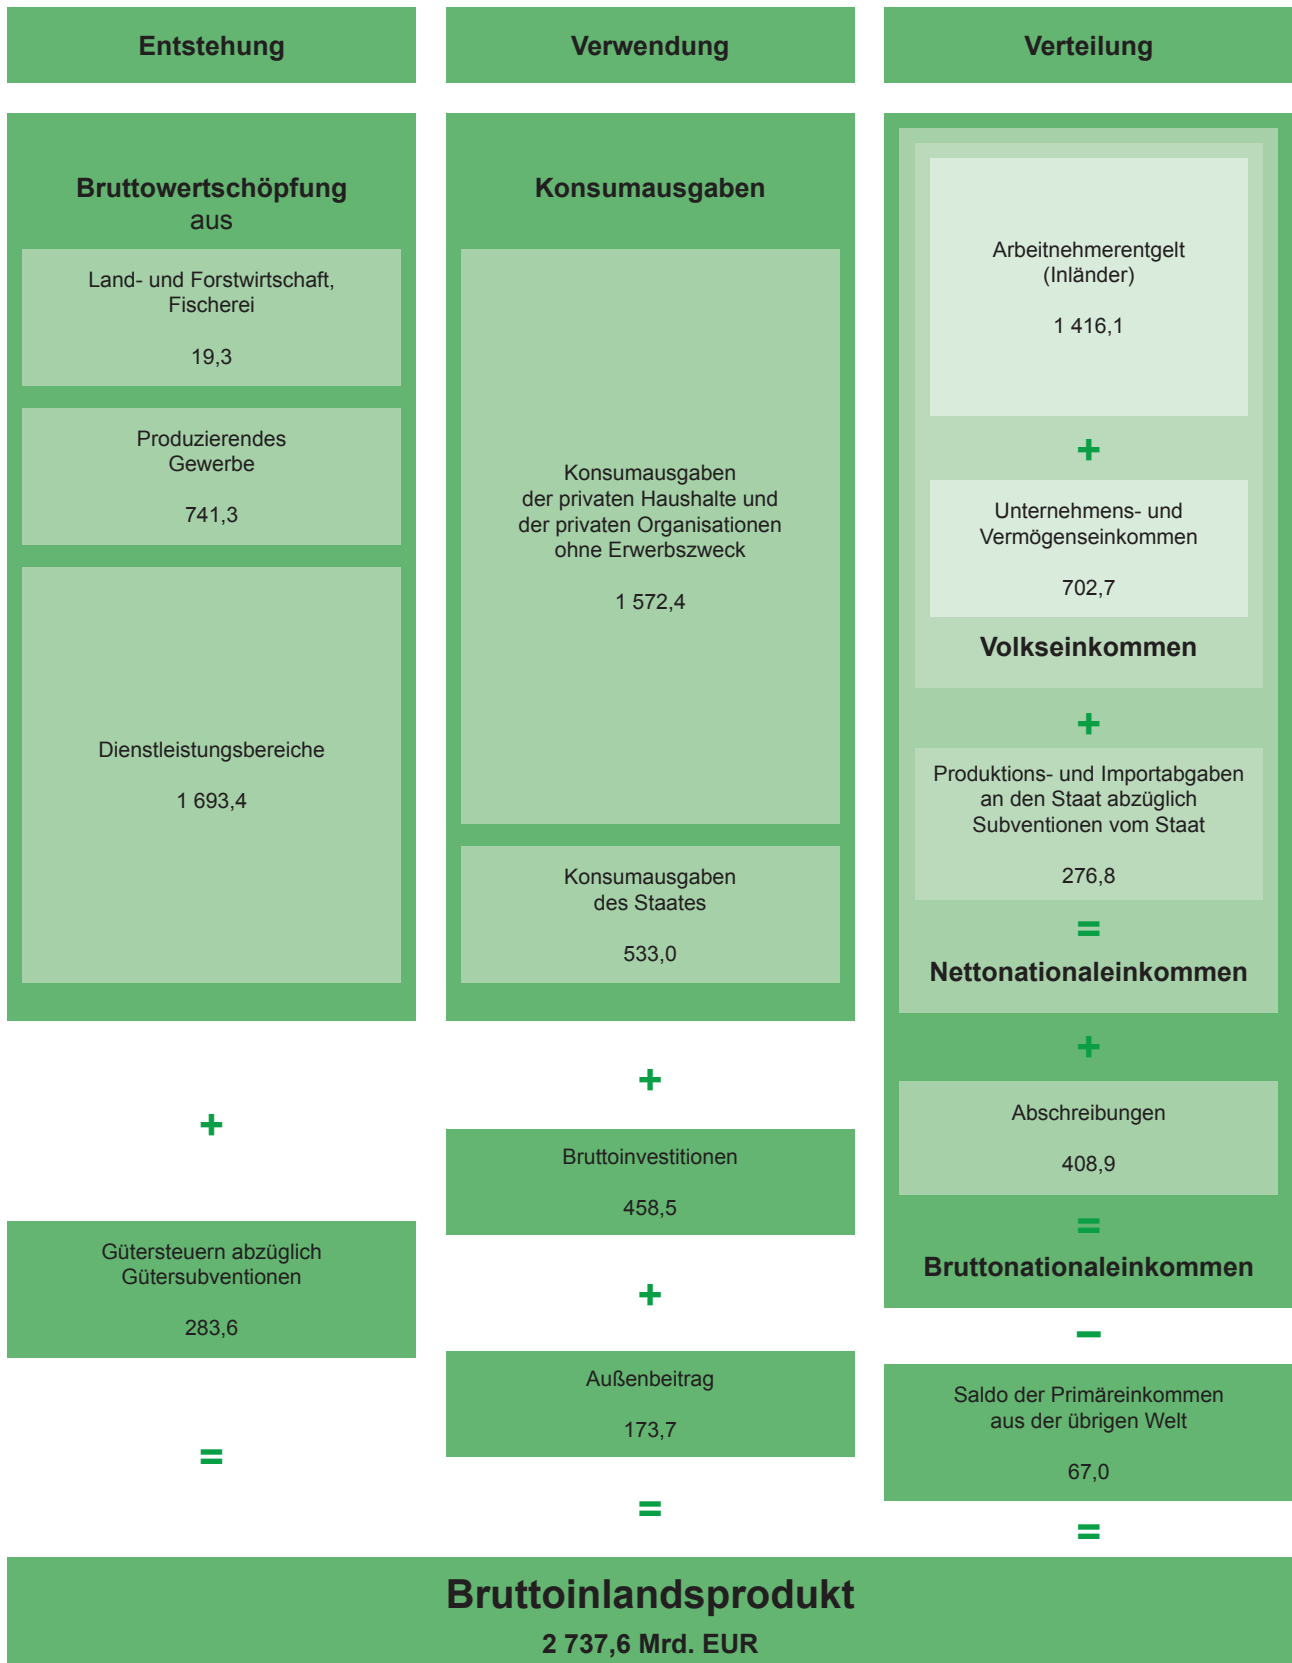 Entstehung
Bruttowertschöpfung
aus
Land- und Forstwirtschaft,
Fischerei
19,3
Produzierendes
Gewerbe
741,3
Dienstleistungsbereiche
1 693,4
+
Gütersteuern abzüglich
Gütersubventionen
283,6
=
Verwendung
Konsumausgaben
Konsumausgaben
der privaten Haushalte und
der privaten Organisationen
ohne Erwerbszweck
1 572,4
Konsumausgaben
des Staates
533,0
+
Bruttoinvestitionen
458,5
+
Außenbeitrag
173,7
=
Verteilung
Arbeitnehmerentgelt
(Inländer)
1 416,1
+
Unternehmens- und
Vermögenseinkommen
702,7
Volkseinkommen
+
Produktions- und Importabgaben
an den Staat abzüglich
Subventionen vom Staat
276,8
=
Nettonationaleinkommen
+
Abschreibungen
408,9
=
Bruttonationaleinkommen
−
Saldo der Primäreinkommen
aus der übrigen Welt
67,0
=
Bruttoinlandsprodukt
2 737,6 Mrd. EUR